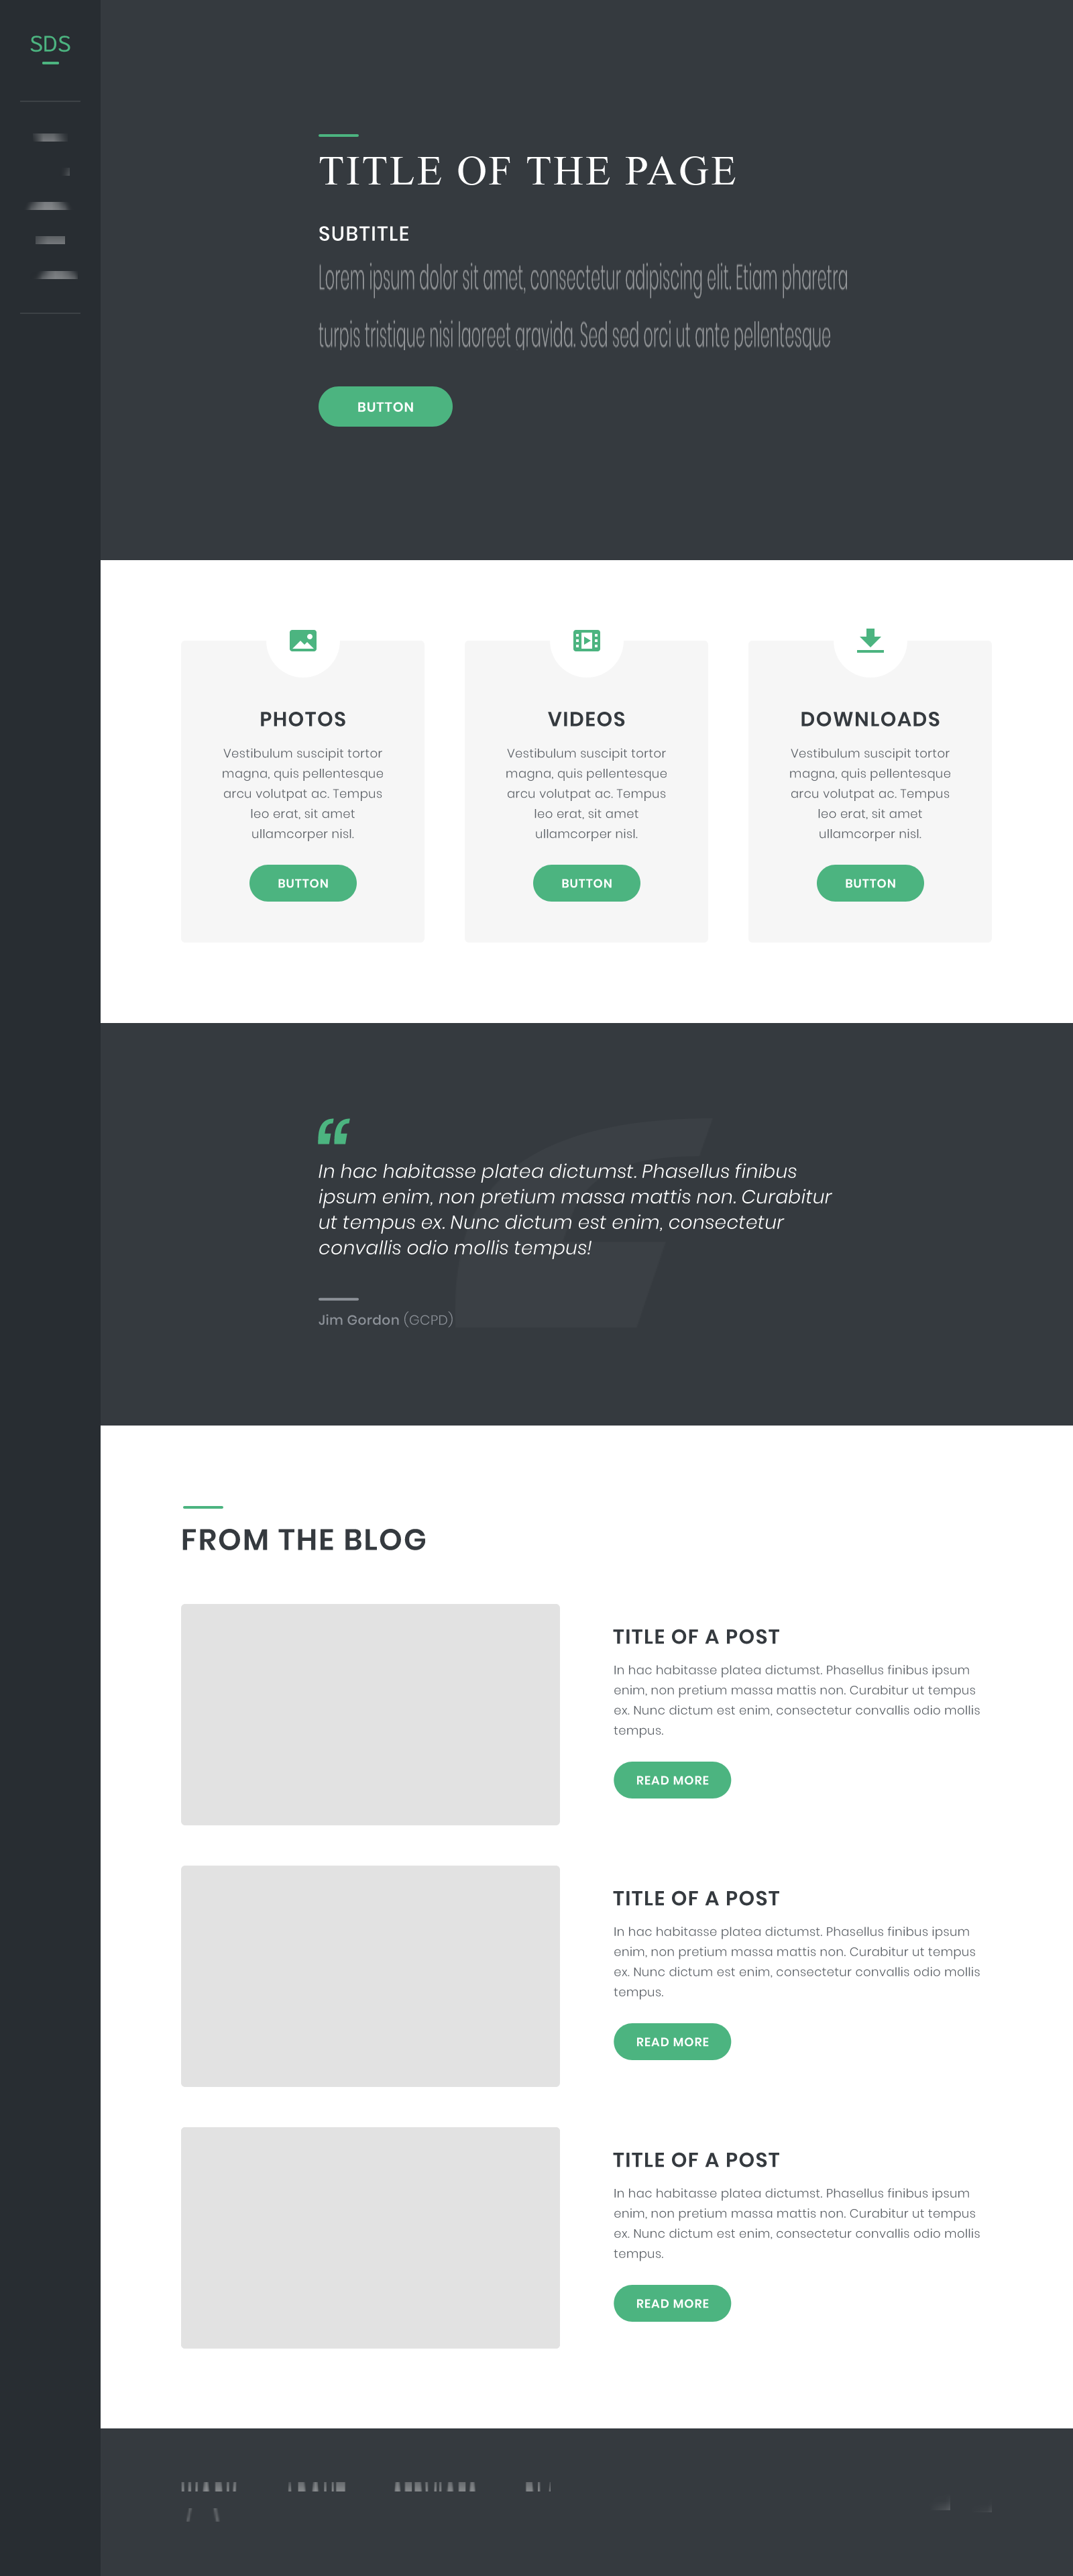 SDS
TITLE OF THE PAGE
SUBTITLE
Lorem ipsum dolor sit amet, consectetur adipiscing elit. Etiam pharetra
turpis tristique nisi laoreet gravida. Sed sed orci ut ante pellentesque
BUTTON
PHOTOS
Vestibulum suscipit tortor
magna, quis pellentesque
arcu volutpat ac. Tempus
leo erat, sit amet
ullamcorper nisl.
BUTTON
VIDEOS
Vestibulum suscipit tortor
magna, quis pellentesque
arcu volutpat ac. Tempus
leo erat, sit amet
ullamcorper nisl.
BUTTON
DOWNLOADS
Vestibulum suscipit tortor
magna, quis pellentesque
arcu volutpat ac. Tempus
leo erat, sit amet
ullamcorper nisl.
BUTTON
“
In hac habitasse platea dictumst. Phasellus finibus
ipsum enim, non pretium massa mattis non. Curabitur
ut tempus ex. Nunc dictum est enim, consectetur
convallis odio mollis tempus!
Jim Gordon (GCPD)
FROM THE BLOG
TITLE OF A POST
In hac habitasse platea dictumst. Phasellus finibus ipsum
enim, non pretium massa mattis non. Curabitur ut tempus
ex. Nunc dictum est enim, consectetur convallis odio mollis
tempus.
READ MORE
TITLE OF A POST
In hac habitasse platea dictumst. Phasellus finibus ipsum
enim, non pretium massa mattis non. Curabitur ut tempus
ex. Nunc dictum est enim, consectetur convallis odio mollis
tempus.
READ MORE
TITLE OF A POST
In hac habitasse platea dictumst. Phasellus finibus ipsum
enim, non pretium massa mattis non. Curabitur ut tempus
ex. Nunc dictum est enim, consectetur convallis odio mollis
tempus.
READ MORE